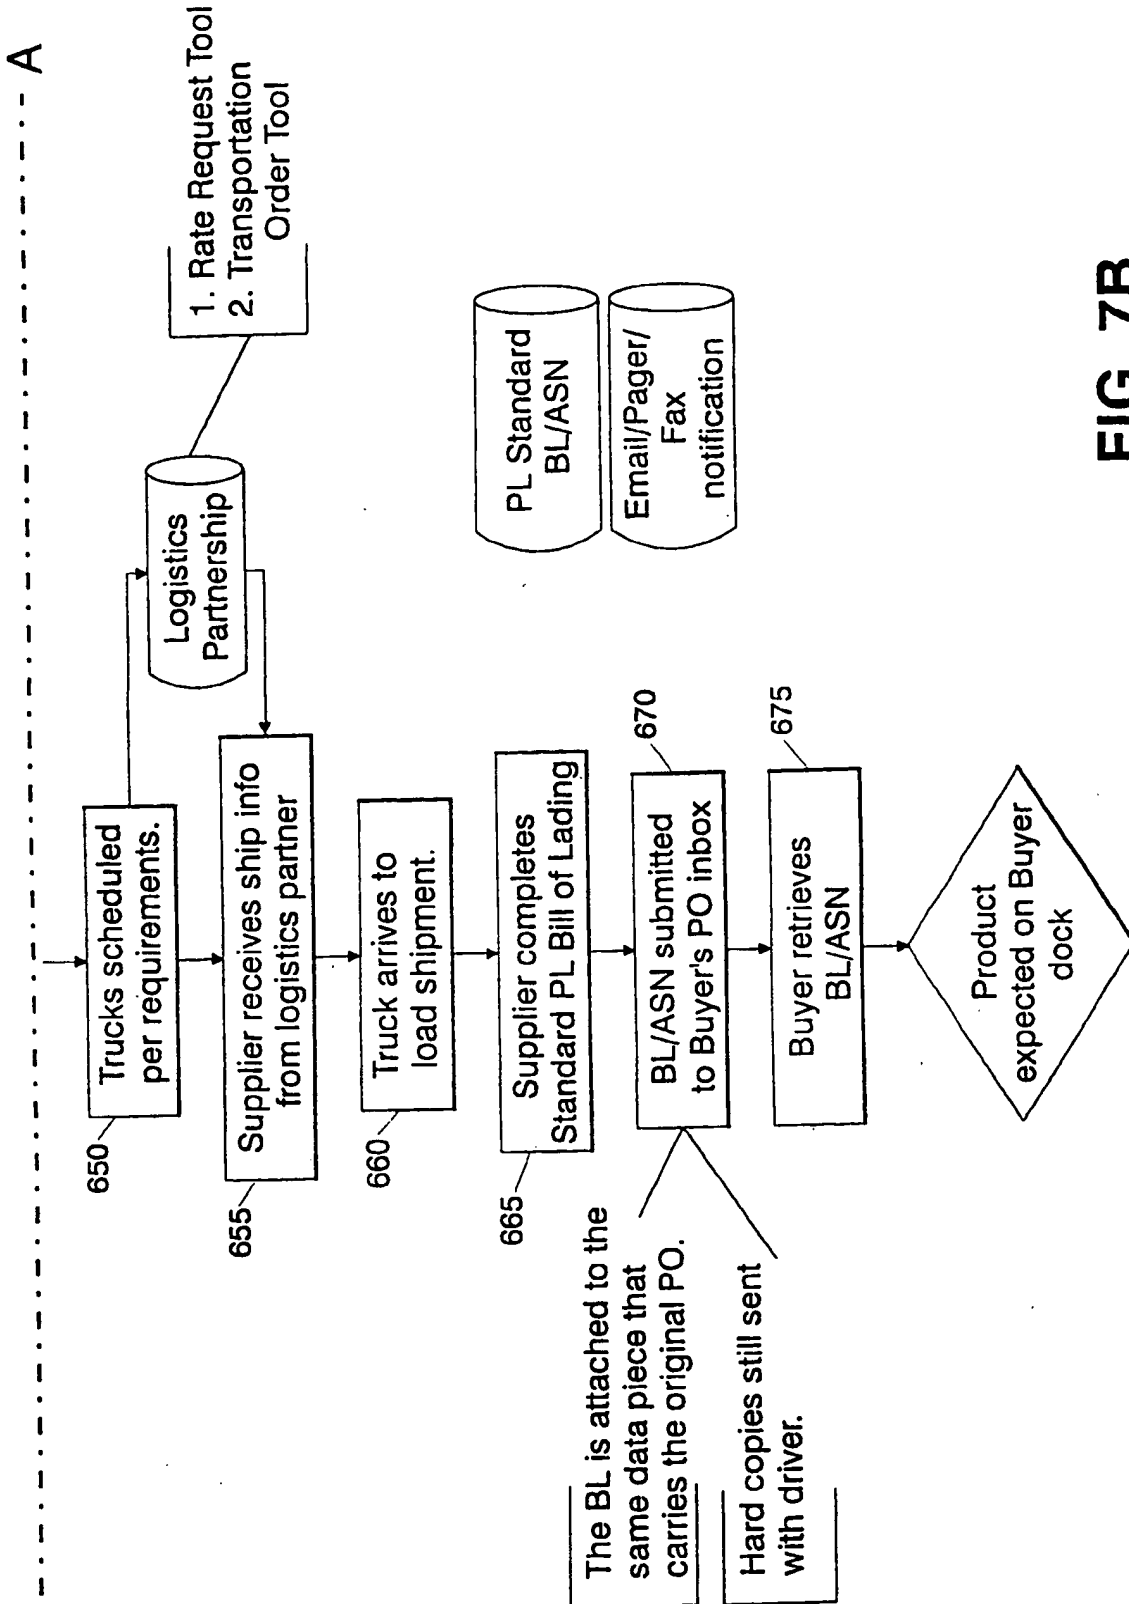 A
650
Trucks scheduled
per requirements.
Logistics
Partnership
1. Rate Request Tool
2. Transportation
Order Tool
655
Supplier receives ship info
from logistics partner
660
Truck arrives to
load shipment.
665
Supplier completes
Standard PL Bill of Lading
PL Standard
BL/ASN
Email/Pager/
Fax
notification
The BL is attached to the
same data piece that
carries the original PO.
Hard copies still sent
with driver.
670
BL/ASN submitted
to Buyer's PO inbox
675
Buyer retrieves
BL/ASN
Product
expected on Buyer
dock
FIG. 7B